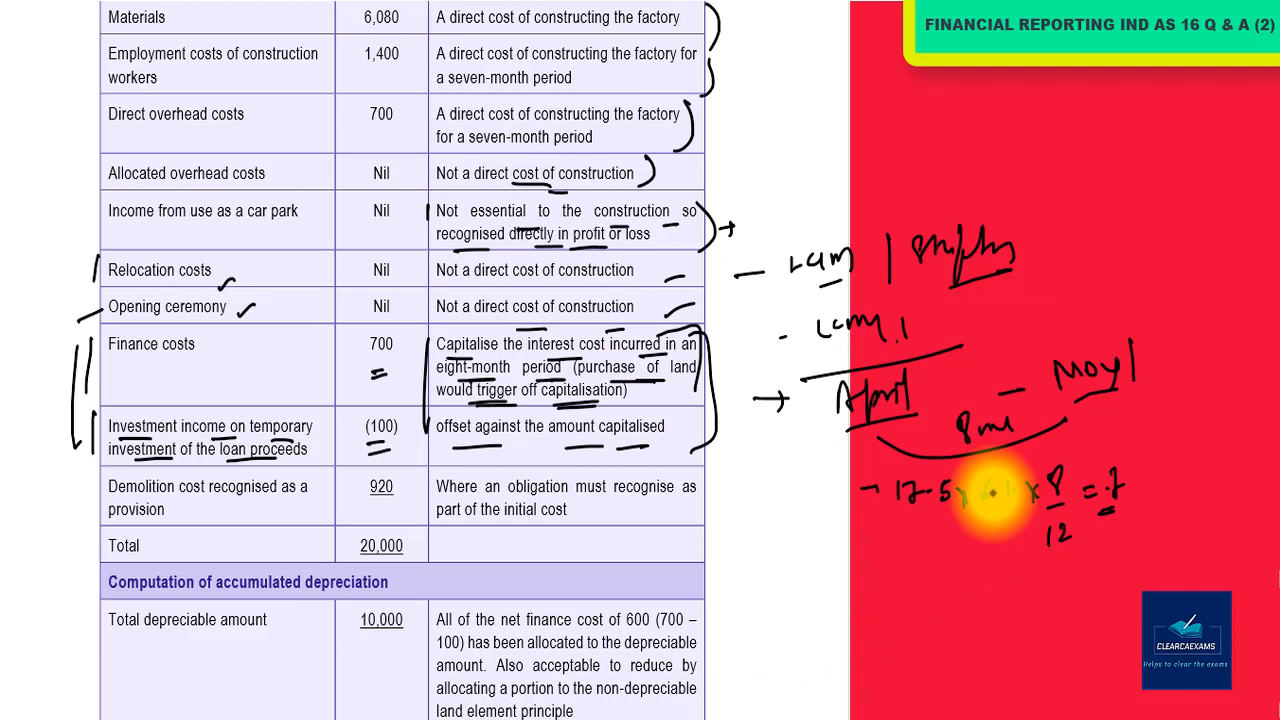 FINANCIAL REPORTING IND AS 16 Q & A (2)
Materials 6,080 A direct cost of constructing the factory
Employment costs of construction workers 1,400 A direct cost of constructing the factory for a seven-month period
Direct overhead costs 700 A direct cost of constructing the factory for a seven-month period
Allocated overhead costs Nil Not a direct cost of construction
Income from use as a car park Nil Not essential to the construction so recognised directly in profit or loss
Relocation costs Nil Not a direct cost of construction
Opening ceremony Nil Not a direct cost of construction
Finance costs 700 Capitalise the interest cost incurred in an eight-month period (purchase of land would trigger off capitalisation)
Investment income on temporary investment of the loan proceeds (100) offset against the amount capitalised
Demolition cost recognised as a provision 920 Where an obligation must recognise as part of the initial cost
Total 20,000
Computation of accumulated depreciation
Total depreciable amount 10,000 All of the net finance cost of 600 (700 – 100) has been allocated to the depreciable amount. Also acceptable to reduce by allocating a portion to the non-depreciable land element principle
April – Nov
17.5 x x 8
12
= .7
CLEARCAEXAMS
Helps to clear the exams